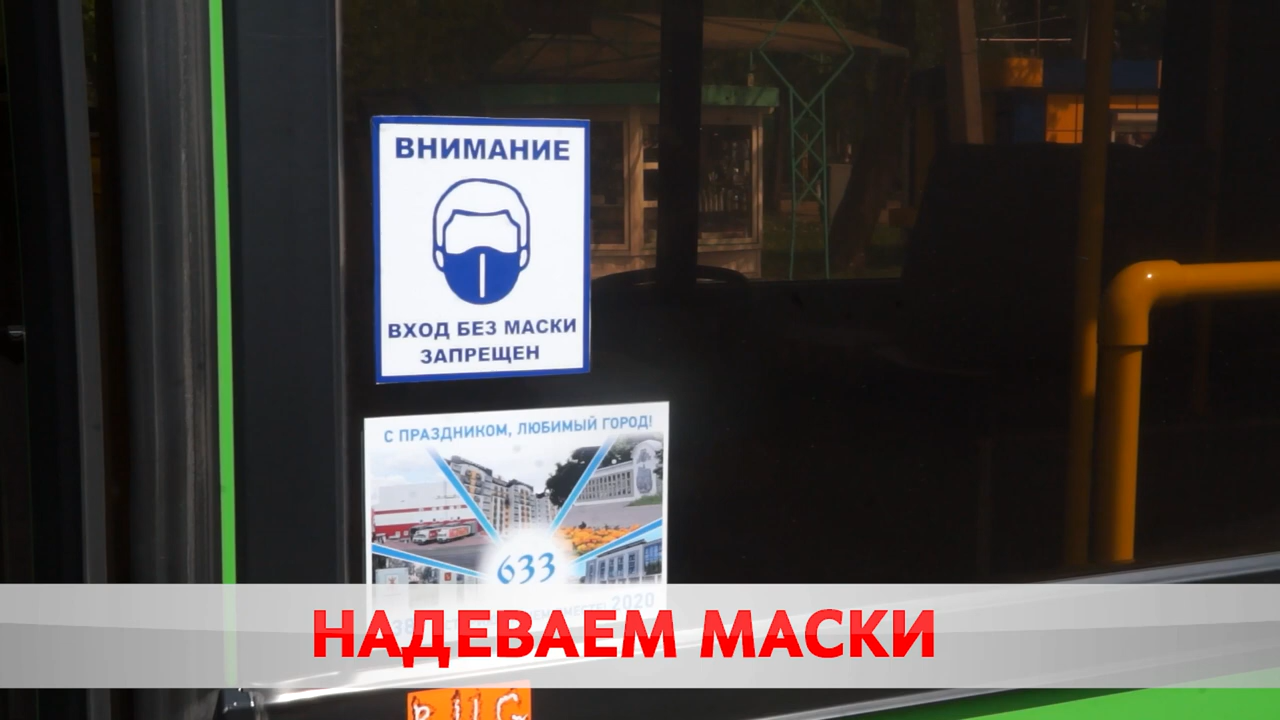 ВНИМАНИЕ
ВХОД БЕЗ МАСКИ
ЗАПРЕЩЕН
С ПРАЗДНИКОМ, ЛЮБИМЫЙ ГОРОД!
633
2020
НАДЕВАЕМ МАСКИ